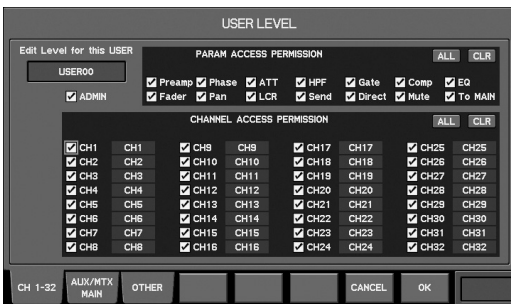 USER LEVEL
Edit Level for this USER
USER00
ADMIN
PARAM ACCESS PERMISSION ALL CLR
Preamp Phase ATT HPF Gate Comp EQ
Fader Pan LCR Send Direct Mute To MAIN
CHANNEL ACCESS PERMISSION ALL CLR
CH1 CH1 CH9 CH9 CH17 CH17 CH25 CH25
CH2 CH2 CH10 CH10 CH18 CH18 CH26 CH26
CH3 CH3 CH11 CH11 CH19 CH19 CH27 CH27
CH4 CH4 CH12 CH12 CH20 CH20 CH28 CH28
CH5 CH5 CH13 CH13 CH21 CH21 CH29 CH29
CH6 CH6 CH14 CH14 CH22 CH22 CH30 CH30
CH7 CH7 CH15 CH15 CH23 CH23 CH31 CH31
CH8 CH8 CH16 CH16 CH24 CH24 CH32 CH32
CH 1-32 AUX/MTX MAIN OTHER CANCEL OK